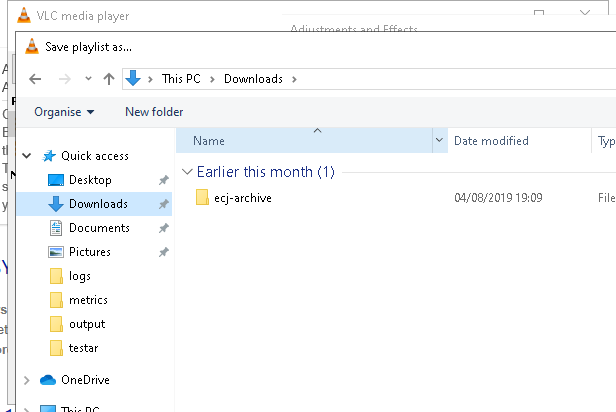 VLC media player
Adjustments and Effects
Save playlist as...
This PC
Downloads
Organise
New folder
Name
Date modified
Typ
Quick access
Earlier this month (1)
Desktop
ecj-archive
04/08/2019 19:09
File
Downloads
Documents
Pictures
logs
metrics
output
testar
OneDrive
This PC